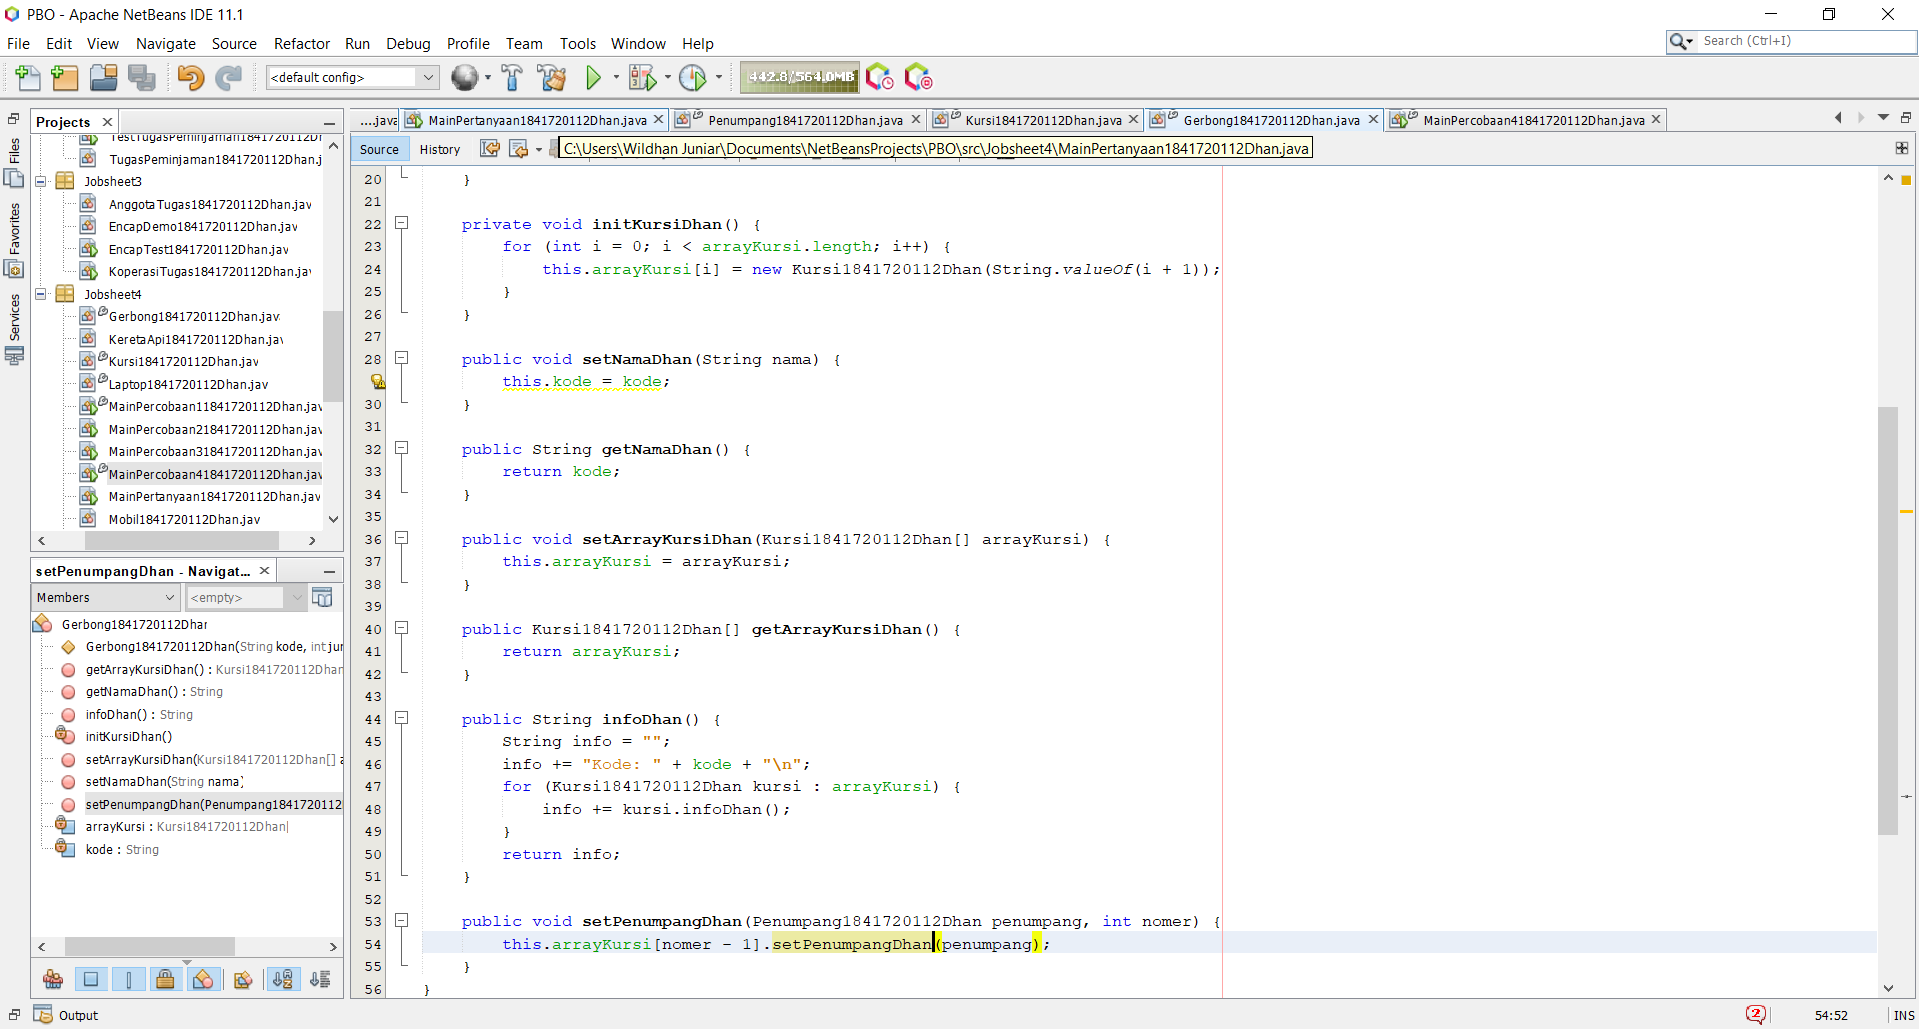 PBO - Apache NetBeans IDE 11.1
File Edit View Navigate Source Refactor Run Debug Profile Team Tools Window Help
Search (Ctrl+I)
<default config>
442.8/564.0MB
Projects
Files
Favorites
Services
TestTugasPeminjaman1841720112Dr
TugasPeminjaman1841720112Dhan.j
Jobsheet3
AnggotaTugas1841720112Dhan.jav
EncapDemo1841720112Dhan.jav
EncapTest1841720112Dhan.jav
KoperasiTugas1841720112Dhan.jav
Jobsheet4
Gerbong1841720112Dhan.jav
KeretaApi1841720112Dhan.jav
Kursi1841720112Dhan.jav
Laptop1841720112Dhan.jav
MainPercobaan11841720112Dhan.jav
MainPercobaan21841720112Dhan.jav
MainPercobaan31841720112Dhan.jav
MainPercobaan41841720112Dhan.jav
MainPertanyaan1841720112Dhan.jav
Mobil1841720112Dhan.jav
setPenumpangDhan - Navigat...
Members
<empty>
Gerbong1841720112Dhan
Gerbong1841720112Dhan(String kode, int jur
getArrayKursiDhan() : Kursi1841720112Dhan
getNamaDhan() : String
infoDhan() : String
initKursiDhan()
setArrayKursiDhan(Kursi1841720112Dhan[] a
setNamaDhan(String nama)
setPenumpangDhan(Penumpang1841720112
arrayKursi : Kursi1841720112Dhan
kode : String
....java MainPertanyaan1841720112Dhan.java Penumpang1841720112Dhan.java Kursi1841720112Dhan.java Gerbong1841720112Dhan.java MainPercobaan41841720112Dhan.java
Source History
C:\Users\Wildhan Juniar\Documents\NetBeansProjects\PBO\src\Jobsheet4\MainPertanyaan1841720112Dhan.java
20 }
21
22 private void initKursiDhan() {
23 for (int i = 0; i < arrayKursi.length; i++) {
24 this.arrayKursi[i] = new Kursi1841720112Dhan(String.valueOf(i + 1));
25 }
26 }
27
28 public void setNamaDhan(String nama) {
this.kode = kode;
30 }
31
32 public String getNamaDhan() {
33 return kode;
34 }
35
36 public void setArrayKursiDhan(Kursi1841720112Dhan[] arrayKursi) {
37 this.arrayKursi = arrayKursi;
38 }
39
40 public Kursi1841720112Dhan[] getArrayKursiDhan() {
41 return arrayKursi;
42 }
43
44 public String infoDhan() {
45 String info = "";
46 info += "Kode: " + kode + "\n";
47 for (Kursi1841720112Dhan kursi : arrayKursi) {
48 info += kursi.infoDhan();
49 }
50 return info;
51 }
52
53 public void setPenumpangDhan(Penumpang1841720112Dhan penumpang, int nomer) {
54 this.arrayKursi[nomer - 1].setPenumpangDhan(penumpang);
55 }
56 }
Output
2
54:52 INS